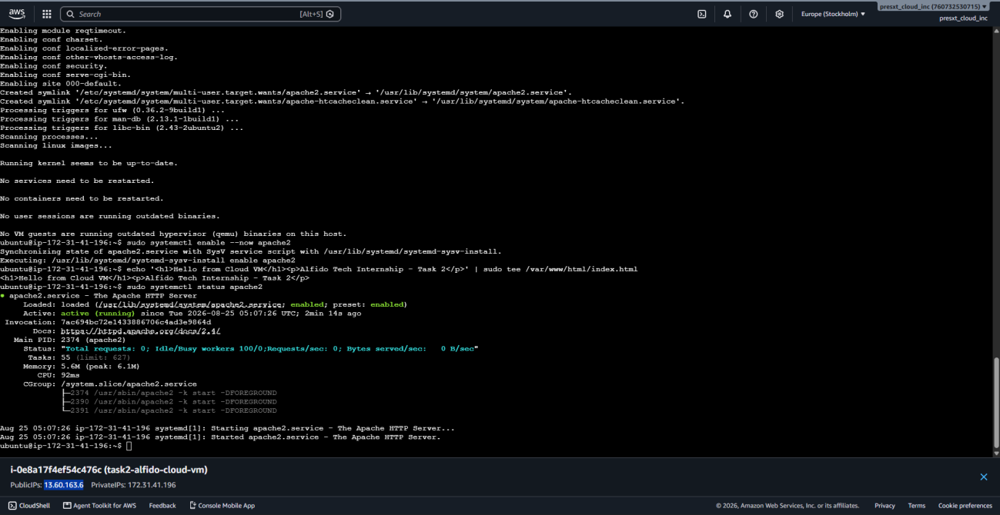 aws
Search [Alt+S]
Europe (Stockholm)
presxt_cloud_inc (760732530715)
presxt_cloud_inc
Enabling module reqtimeout.
Enabling conf charset.
Enabling conf localized-error-pages.
Enabling conf other-vhosts-access-log.
Enabling conf security.
Enabling conf serve-cgi-bin.
Enabling site 000-default.
Created symlink '/etc/systemd/system/multi-user.target.wants/apache2.service' → '/usr/lib/systemd/system/apache2.service'.
Created symlink '/etc/systemd/system/multi-user.target.wants/apache-htcacheclean.service' → '/usr/lib/systemd/system/apache-htcacheclean.service'.
Processing triggers for ufw (0.36.2-9build1) ...
Processing triggers for man-db (2.13.1-1build1) ...
Processing triggers for libc-bin (2.43-2ubuntu2) ...
Scanning processes...
Scanning linux images...
Running kernel seems to be up-to-date.
No services need to be restarted.
No containers need to be restarted.
No user sessions are running outdated binaries.
No VM guests are running outdated hypervisor (qemu) binaries on this host.
ubuntu@ip-172-31-41-196:~$ sudo systemctl enable --now apache2
Synchronizing state of apache2.service with SysV service script with /usr/lib/systemd/systemd-sysv-install.
Executing: /usr/lib/systemd/systemd-sysv-install enable apache2
ubuntu@ip-172-31-41-196:~$ echo '<h1>Hello from Cloud VM</h1><p>Alfido Tech Internship - Task 2</p>' | sudo tee /var/www/html/index.html
<h1>Hello from Cloud VM</h1><p>Alfido Tech Internship - Task 2</p>
ubuntu@ip-172-31-41-196:~$ sudo systemctl status apache2
● apache2.service - The Apache HTTP Server
Loaded: loaded (/usr/lib/systemd/system/apache2.service; enabled; preset: enabled)
Active: active (running) since Tue 2026-08-25 05:07:26 UTC; 2min 14s ago
Invocation: 7ac694bc72e1433886706c4ad3e9864d
Docs: https://httpd.apache.org/docs/2.4/
Main PID: 2374 (apache2)
Status: "Total requests: 0; Idle/Busy workers 100/0;Requests/sec: 0; Bytes served/sec:   0 B/sec"
Tasks: 55 (limit: 627)
Memory: 5.6M (peak: 6.1M)
CPU: 92ms
CGroup: /system.slice/apache2.service
├─2374 /usr/sbin/apache2 -k start -DFOREGROUND
├─2390 /usr/sbin/apache2 -k start -DFOREGROUND
└─2391 /usr/sbin/apache2 -k start -DFOREGROUND
Aug 25 05:07:26 ip-172-31-41-196 systemd[1]: Starting apache2.service - The Apache HTTP Server...
Aug 25 05:07:26 ip-172-31-41-196 systemd[1]: Started apache2.service - The Apache HTTP Server.
ubuntu@ip-172-31-41-196:~$
i-0e8a17f4ef54c476c (task2-alfido-cloud-vm)
PublicIPs: 13.60.163.6 PrivateIPs: 172.31.41.196
CloudShell Agent Toolkit for AWS Feedback Console Mobile App © 2026, Amazon Web Services, Inc. or its affiliates. Privacy Terms Cookie preferences